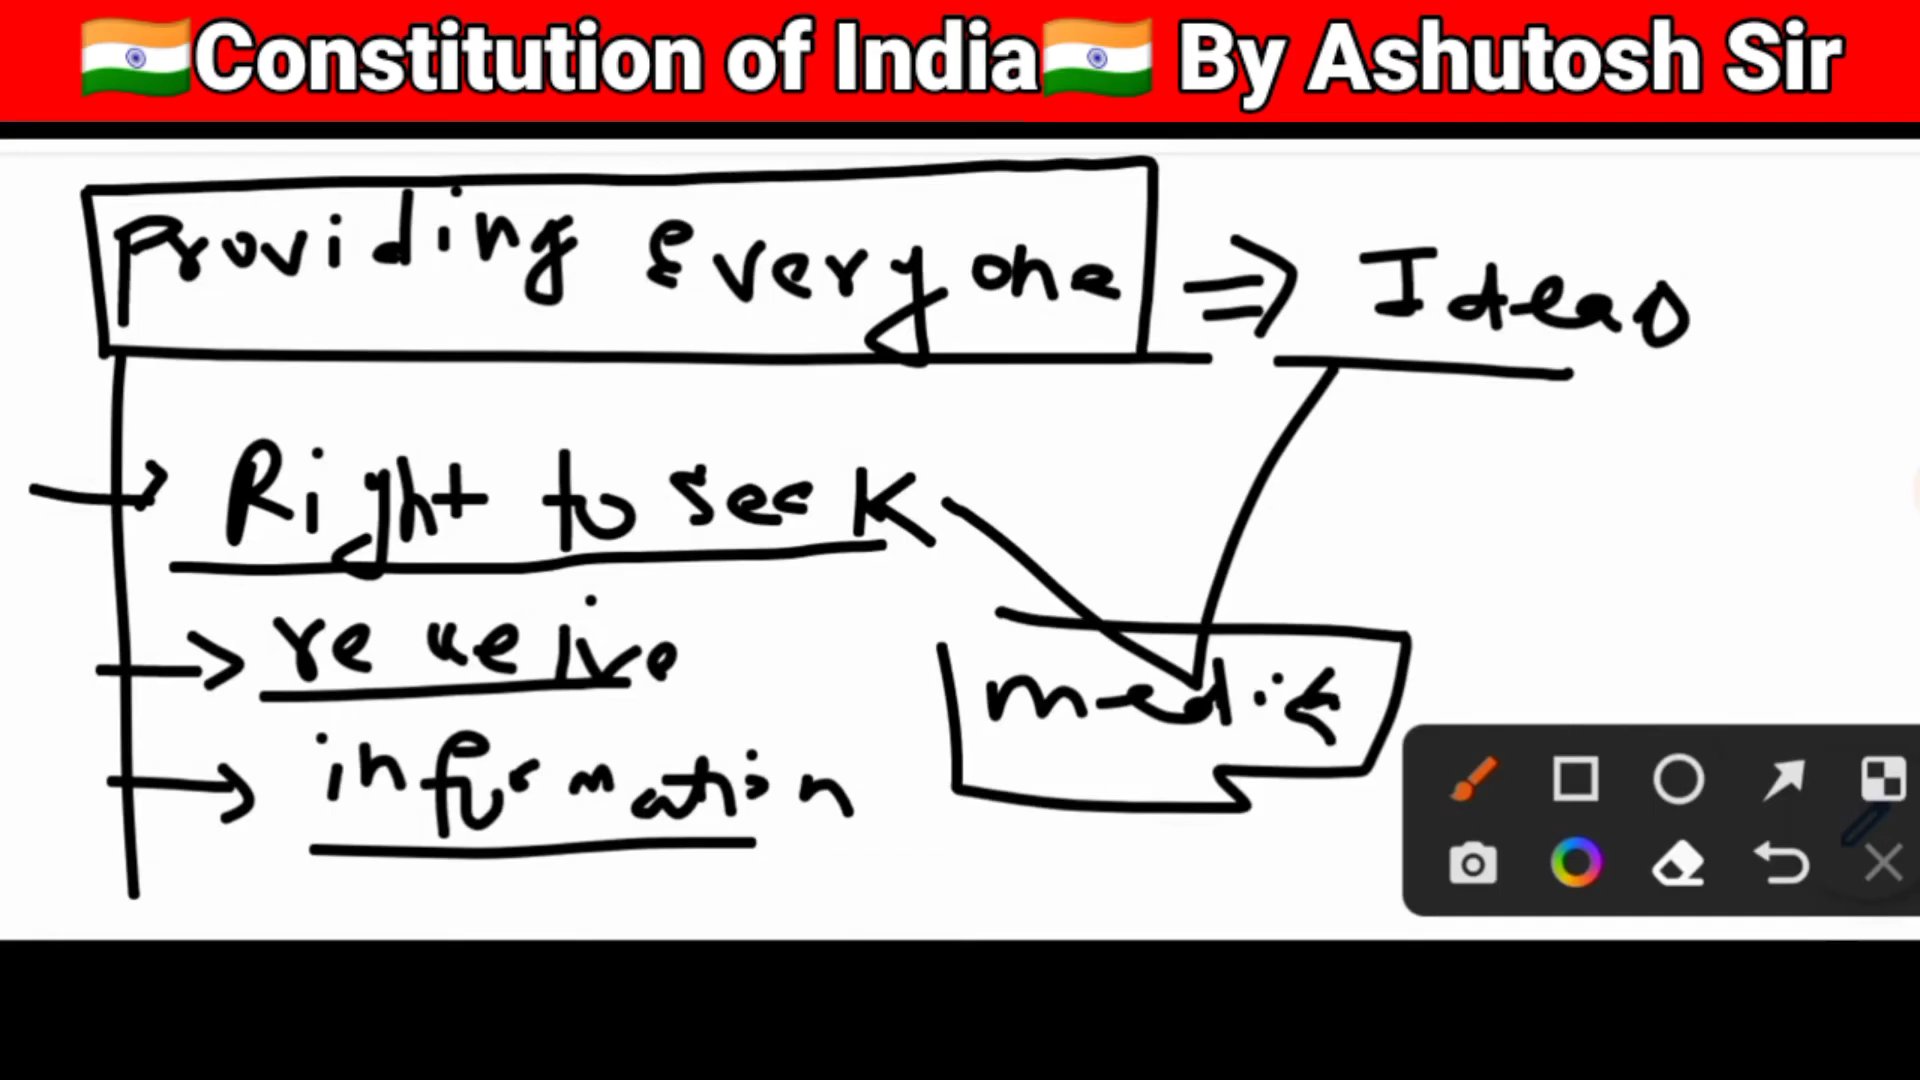 🇮🇳Constitution of India🇮🇳 By Ashutosh Sir
Providing Everyone => Ideas
→ Right to seek
→ receive
→ information
media